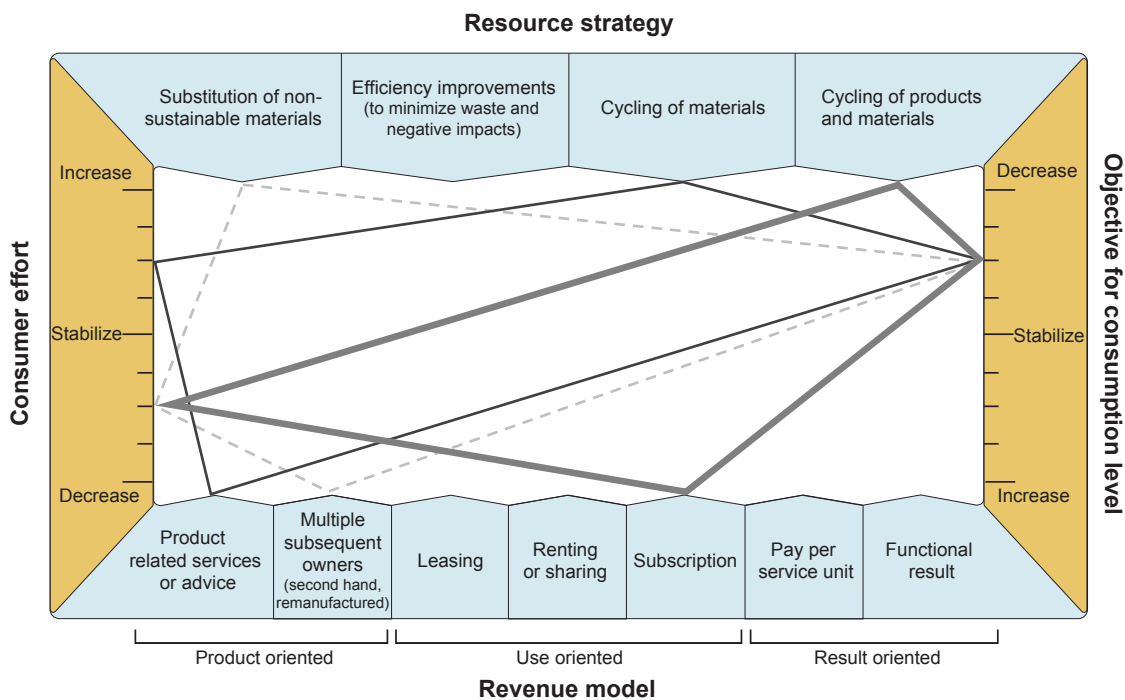 Resource strategy
Substitution of non-
sustainable materials
Efficiency improvements
(to minimize waste and
negative impacts)
Cycling of materials
Cycling of products
and materials
Increase
Stabilize
Decrease
Consumer effort
Decrease
Stabilize
Increase
Objective for consumption level
Product
related services
or advice
Multiple
subsequent
owners
(second hand,
remanufactured)
Leasing
Renting
or sharing
Subscription
Pay per
service unit
Functional
result
Product oriented
Use oriented
Result oriented
Revenue model